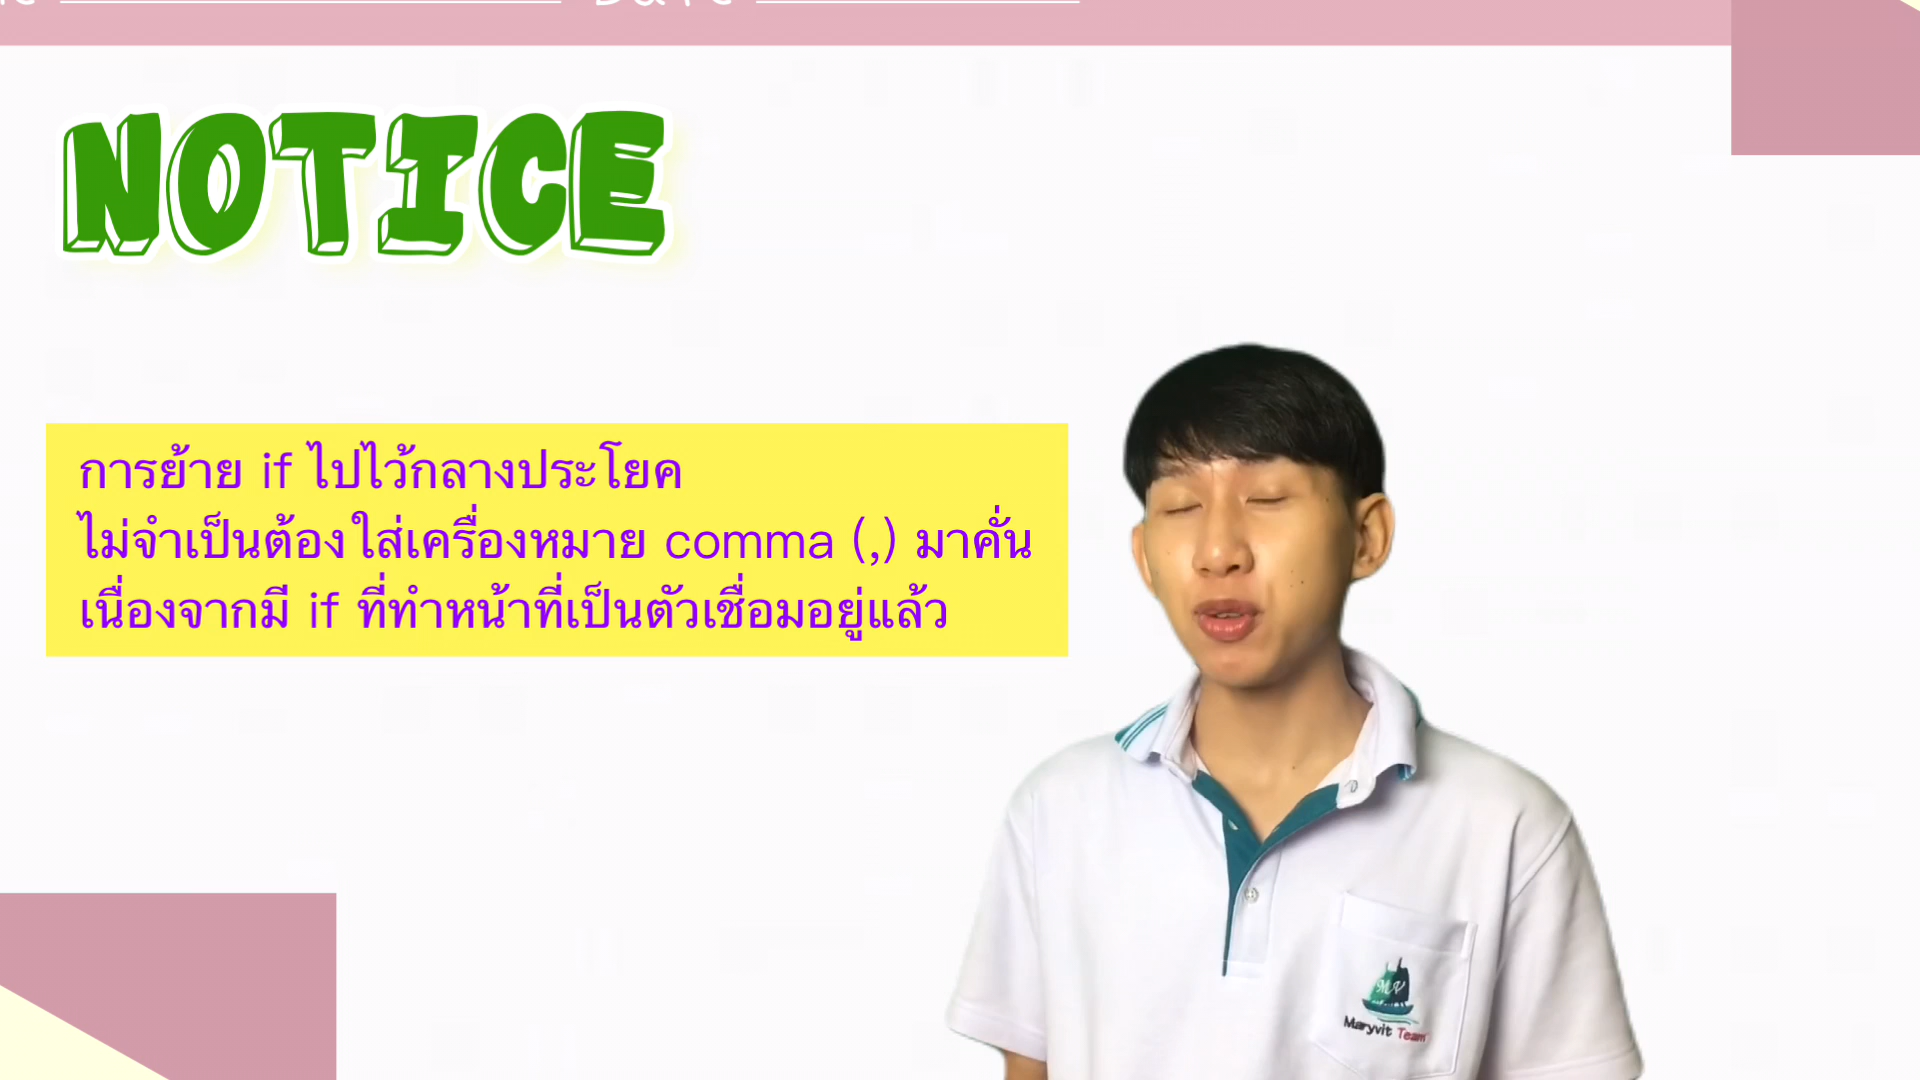 NOTICE
การย้าย if ไปไว้กลางประโยค
ไม่จำเป็นต้องใส่เครื่องหมาย comma (,) มาคั่น
เนื่องจากมี if ที่ทำหน้าที่เป็นตัวเชื่อมอยู่แล้ว
MV
Maryvit Team